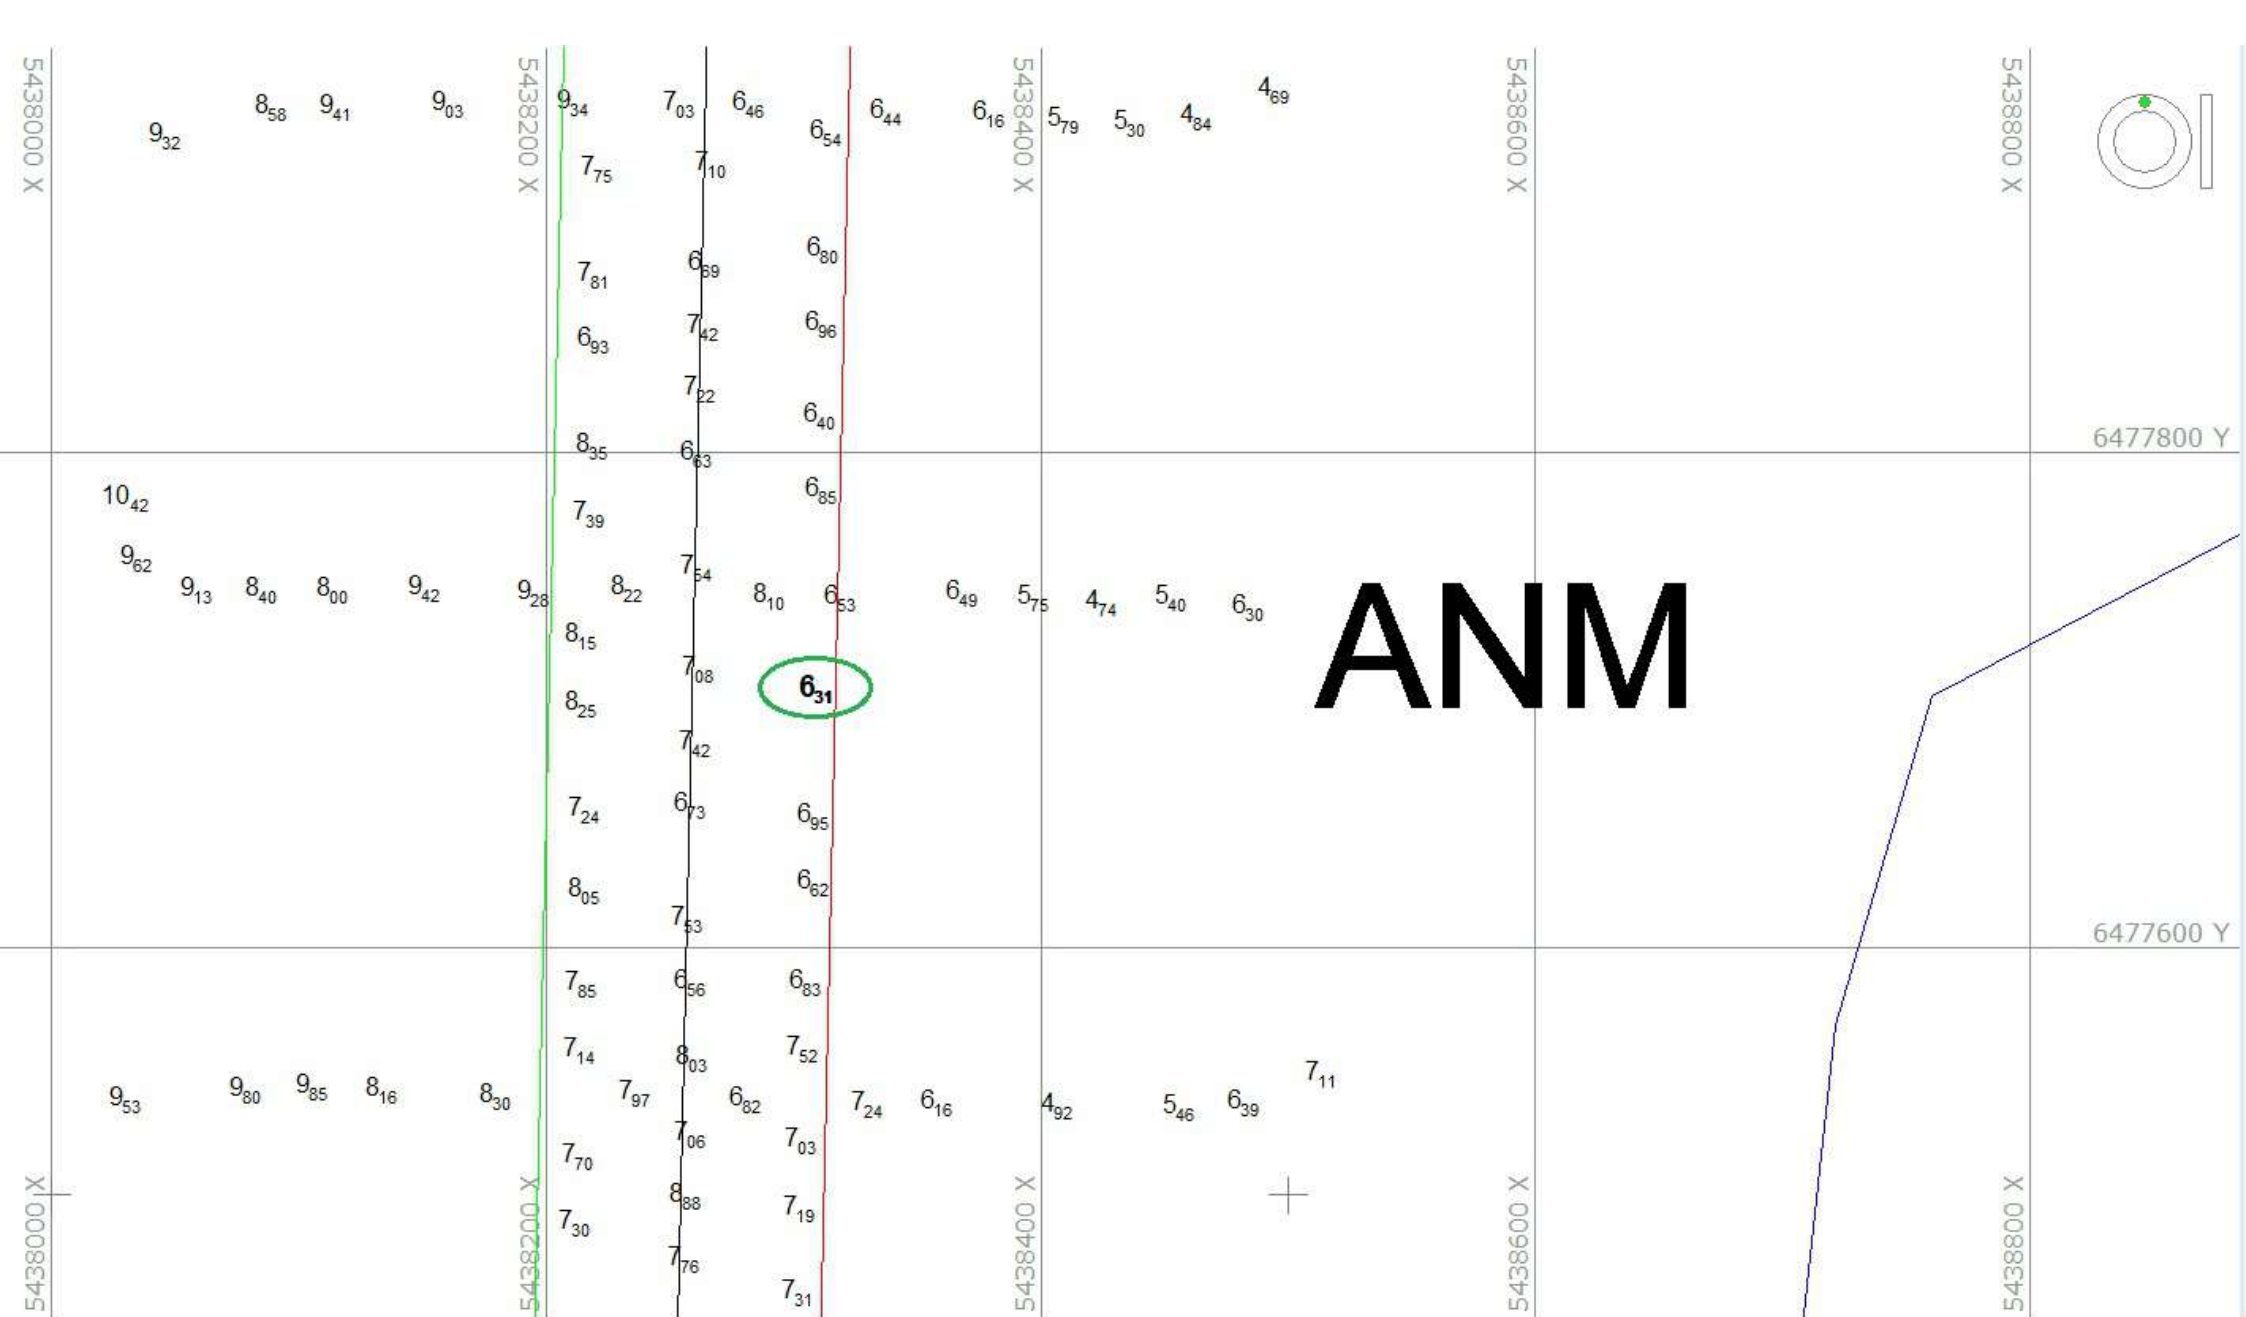 5438000 X
5438200 X
5438400 X
5438600 X
5438800 X
9₃₂ 8₅₈ 9₄₁ 9₀₃ 9₃₄ 7₀₃ 6₄₆ 6₅₄ 6₄₄ 6₁₆ 5₇₉ 5₃₀ 4₈₄ 4₆₉
7₇₅ 7₁₀
7₈₁ 6₆₉ 6₈₀
6₉₃ 7₄₂ 6₉₆
7₂₂ 6₄₀
8₃₅ 6₆₃ 6477800 Y
10₄₂ 7₃₉ 6₈₅
9₆₂ 7₅₄
9₁₃ 8₄₀ 8₀₀ 9₄₂ 9₂₈ 8₂₂ 8₁₀ 6₅₃ 6₄₉ 5₇₅ 4₇₄ 5₄₀ 6₃₀
ANM
8₁₅ 7₀₈
8₂₅ 6₃₁
7₄₂
7₂₄ 6₇₃ 6₉₅
8₀₅ 6₆₂
7₅₃ 6477600 Y
7₈₅ 6₅₆ 6₈₃
7₁₄ 8₀₃ 7₅₂
9₅₃ 9₈₀ 9₈₅ 8₁₆ 8₃₀ 7₉₇ 6₈₂ 7₂₄ 6₁₆ 4₉₂ 5₄₆ 6₃₉ 7₁₁
7₇₀ 7₀₆ 7₀₃
7₃₀ 8₈₈ 7₁₉
7₇₆ 7₃₁
5438000 X
5438200 X
5438400 X
5438600 X
5438800 X